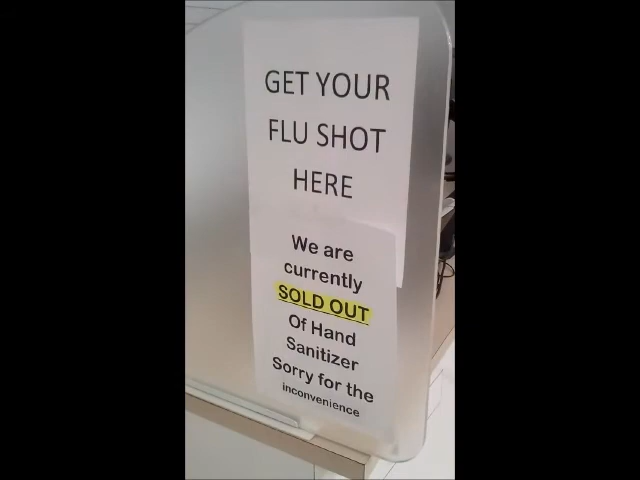 GET YOUR
FLU SHOT
HERE
We are
currently
SOLD OUT
Of Hand
Sanitizer
Sorry for the
inconvenience